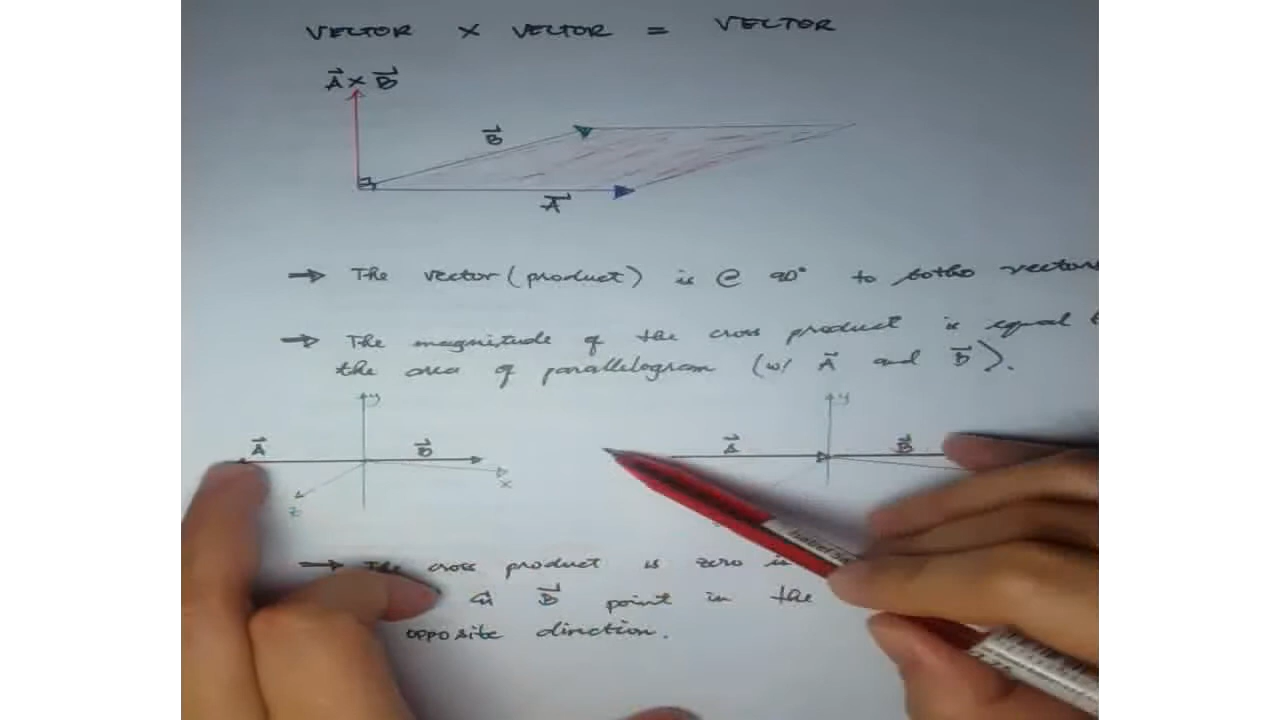 VECTOR × VECTOR = VECTOR
A⃗ × B⃗
B⃗
A⃗
→ The vector (product) is @ 90° to both vectors
→ The magnitude of the cross product is equal
the area of parallelogram (w/ A⃗ and B⃗).
y
A⃗ B⃗
x
z
y
A⃗ B⃗
→ The cross product is zero
B⃗ point in the
opposite direction.